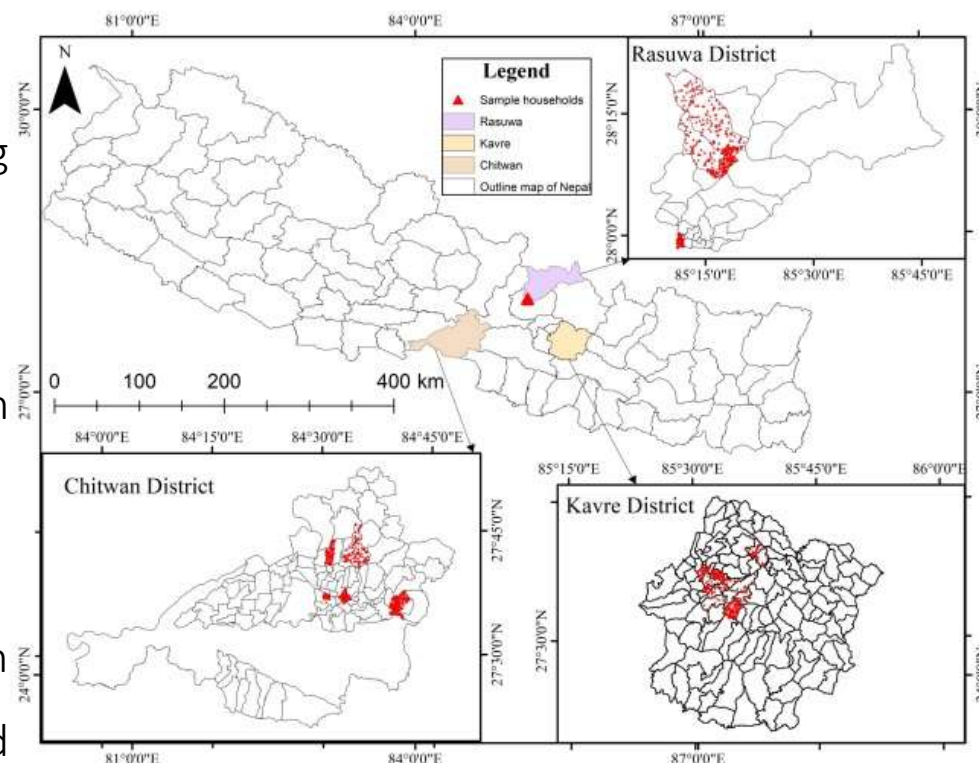 81°0'0"E 84°0'0"E 87°0'0"E
N
30°0'0"N
27°0'0"N
24°0'0"N
Legend
Sample households
Rasuwa
Kavre
Chitwan
Outline map of Nepal
Rasuwa District
28°15'0"N
28°0'0"N
85°15'0"E 85°30'0"E 85°45'0"E
0 100 200 400 km
84°0'0"E 84°15'0"E 84°30'0"E 84°45'0"E
Chitwan District
27°45'0"N
27°30'0"N
85°15'0"E 85°30'0"E 85°45'0"E 86°0'0"E
Kavre District
27°30'0"N
81°0'0"E 84°0'0"E 87°0'0"E